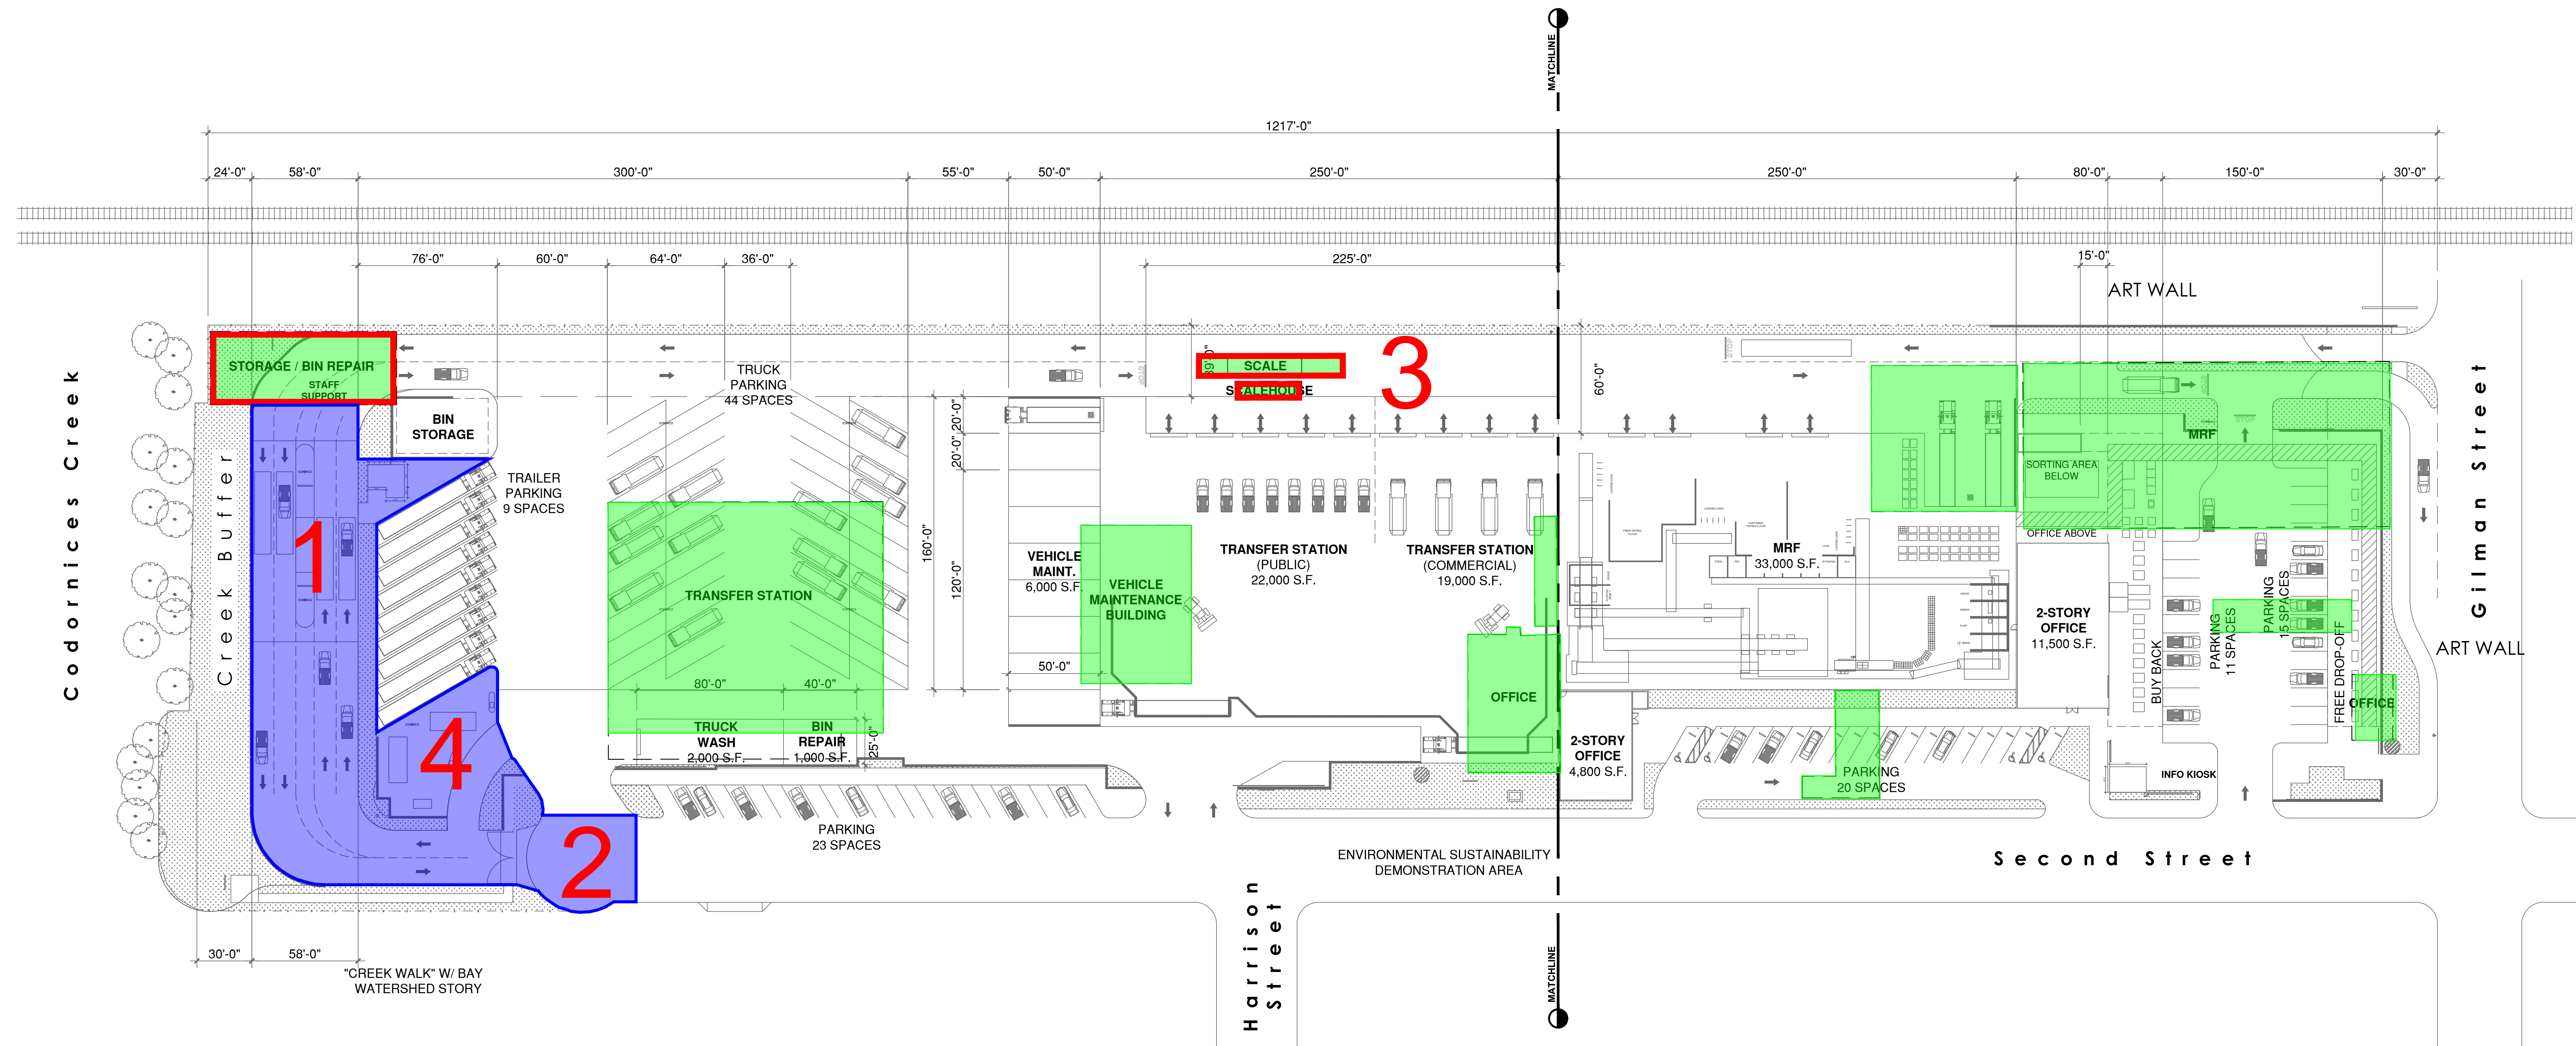 MATCHLINE
1217'-0"
24'-0"
58'-0"
300'-0"
55'-0"
50'-0"
250'-0"
250'-0"
80'-0"
150'-0"
30'-0"
76'-0"
60'-0"
64'-0"
36'-0"
225'-0"
15'-0"
ART WALL
STORAGE / BIN REPAIR
STAFF
SUPPORT
BIN
STORAGE
TRUCK
PARKING
44 SPACES
39'-0"
SCALE
SCALEHOUSE
STOP
3
60'-0"
STOP
STOP
STOP
Codornices Creek
Creek Buffer
1
TRAILER
PARKING
9 SPACES
20'-0"
20'-0"
160'-0"
120'-0"
TRANSFER STATION
VEHICLE
MAINT.
6,000 S.F.
VEHICLE
MAINTENANCE
BUILDING
TRANSFER STATION
(PUBLIC)
22,000 S.F.
TRANSFER STATION
(COMMERCIAL)
19,000 S.F.
MRF
33,000 S.F.
MRF
SORTING AREA
BELOW
OFFICE ABOVE
2-STORY
OFFICE
11,500 S.F.
BUY BACK
PARKING
11 SPACES
PARKING
15 SPACES
FREE DROP-OFF
OFFICE
Gilman Street
ART WALL
50'-0"
80'-0"
40'-0"
25'-0"
TRUCK
WASH
2,000 S.F.
BIN
REPAIR
1,000 S.F.
OFFICE
2-STORY
OFFICE
4,800 S.F.
PARKING
20 SPACES
INFO KIOSK
4
2
PARKING
23 SPACES
ENVIRONMENTAL SUSTAINABILITY
DEMONSTRATION AREA
Second Street
Harrison
Street
30'-0"
58'-0"
"CREEK WALK" W/ BAY
WATERSHED STORY
MATCHLINE